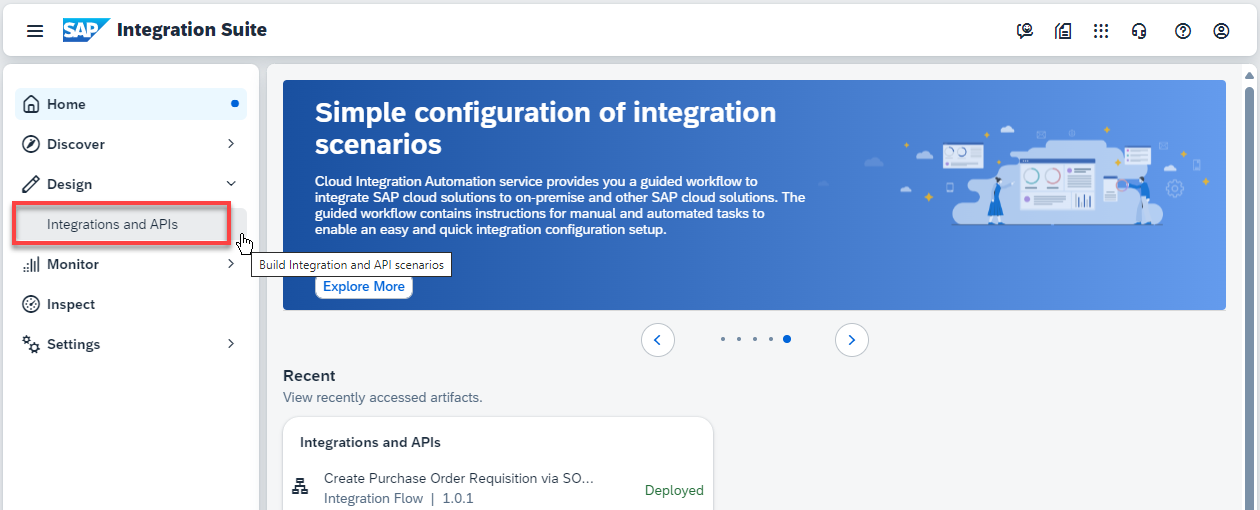 SAP Integration Suite
Home
Discover
Design
Integrations and APIs
Monitor
Inspect
Settings
Build Integration and API scenarios
Simple configuration of integration
scenarios
Cloud Integration Automation service provides you a guided workflow to
integrate SAP cloud solutions to on-premise and other SAP cloud solutions. The
guided workflow contains instructions for manual and automated tasks to
enable an easy and quick integration configuration setup.
Explore More
Recent
View recently accessed artifacts.
Integrations and APIs
Create Purchase Order Requisition via SO...
Integration Flow | 1.0.1
Deployed